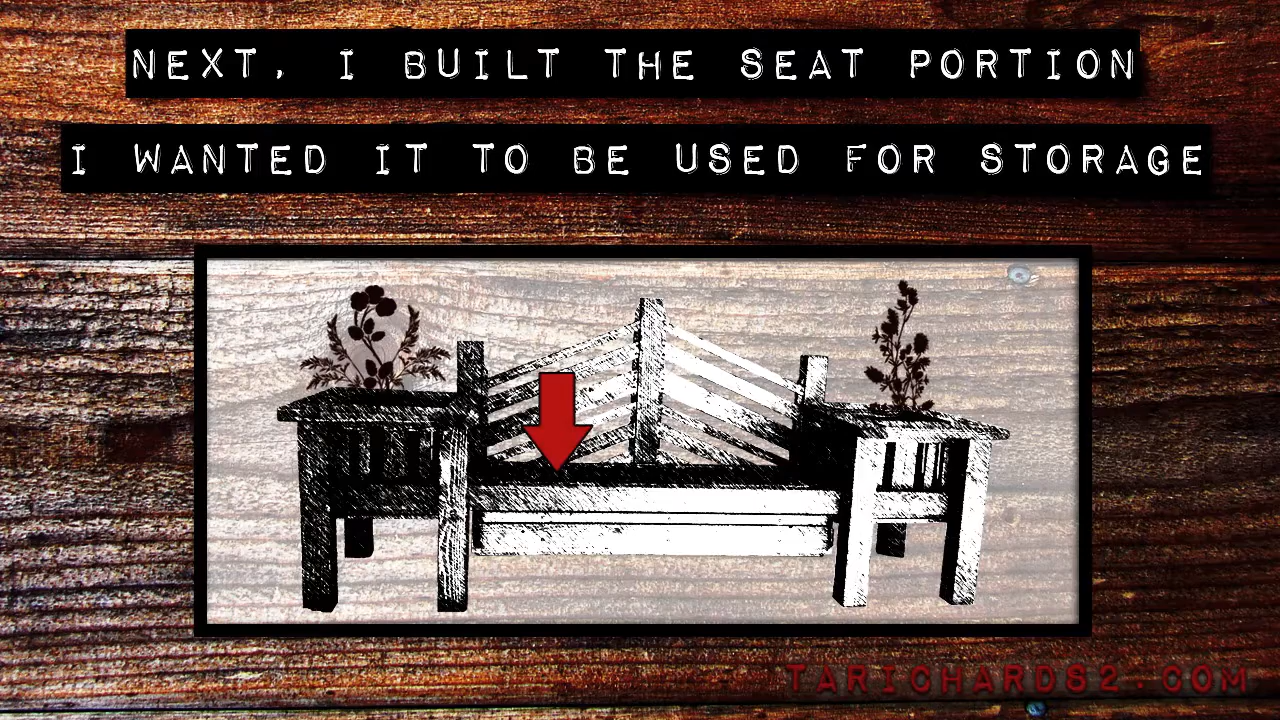 NEXT, I BUILT THE SEAT PORTION
I WANTED IT TO BE USED FOR STORAGE
TARICHARDS2.COM